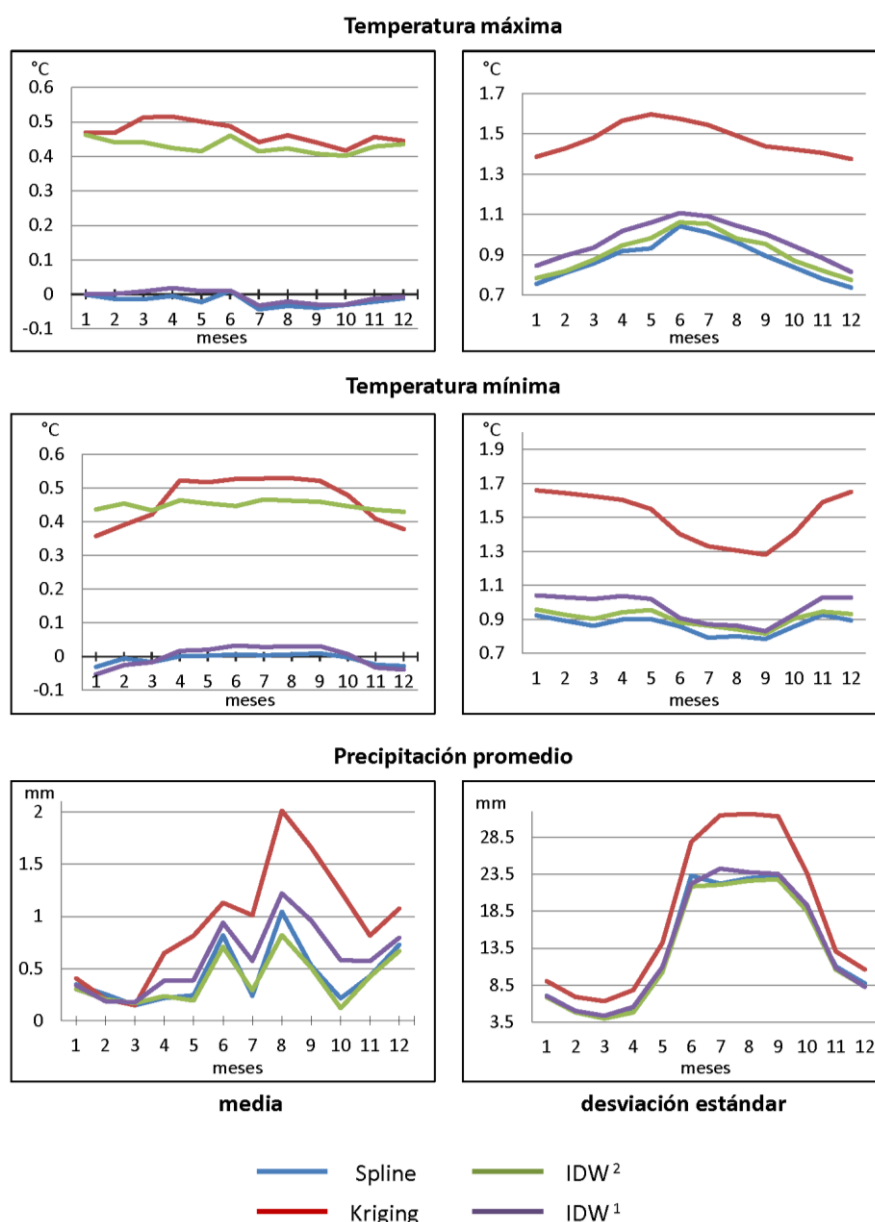 Temperatura máxima
°C
0.6
0.5
0.4
0.3
0.2
0.1
0
-0.1
1 2 3 4 5 6 7 8 9 10 11 12
meses
°C
1.7
1.5
1.3
1.1
0.9
0.7
1 2 3 4 5 6 7 8 9 10 11 12
meses
Temperatura mínima
°C
0.6
0.5
0.4
0.3
0.2
0.1
0
-0.1
1 2 3 4 5 6 7 8 9 10 11 12
meses
°C
1.9
1.7
1.5
1.3
1.1
0.9
0.7
1 2 3 4 5 6 7 8 9 10 11 12
meses
Precipitación promedio
mm
2
1.5
1
0.5
0
1 2 3 4 5 6 7 8 9 10 11 12
meses
mm
28.5
23.5
18.5
13.5
8.5
3.5
1 2 3 4 5 6 7 8 9 10 11 12
meses
media
desviación estándar
Spline
IDW²
Kriging
IDW¹